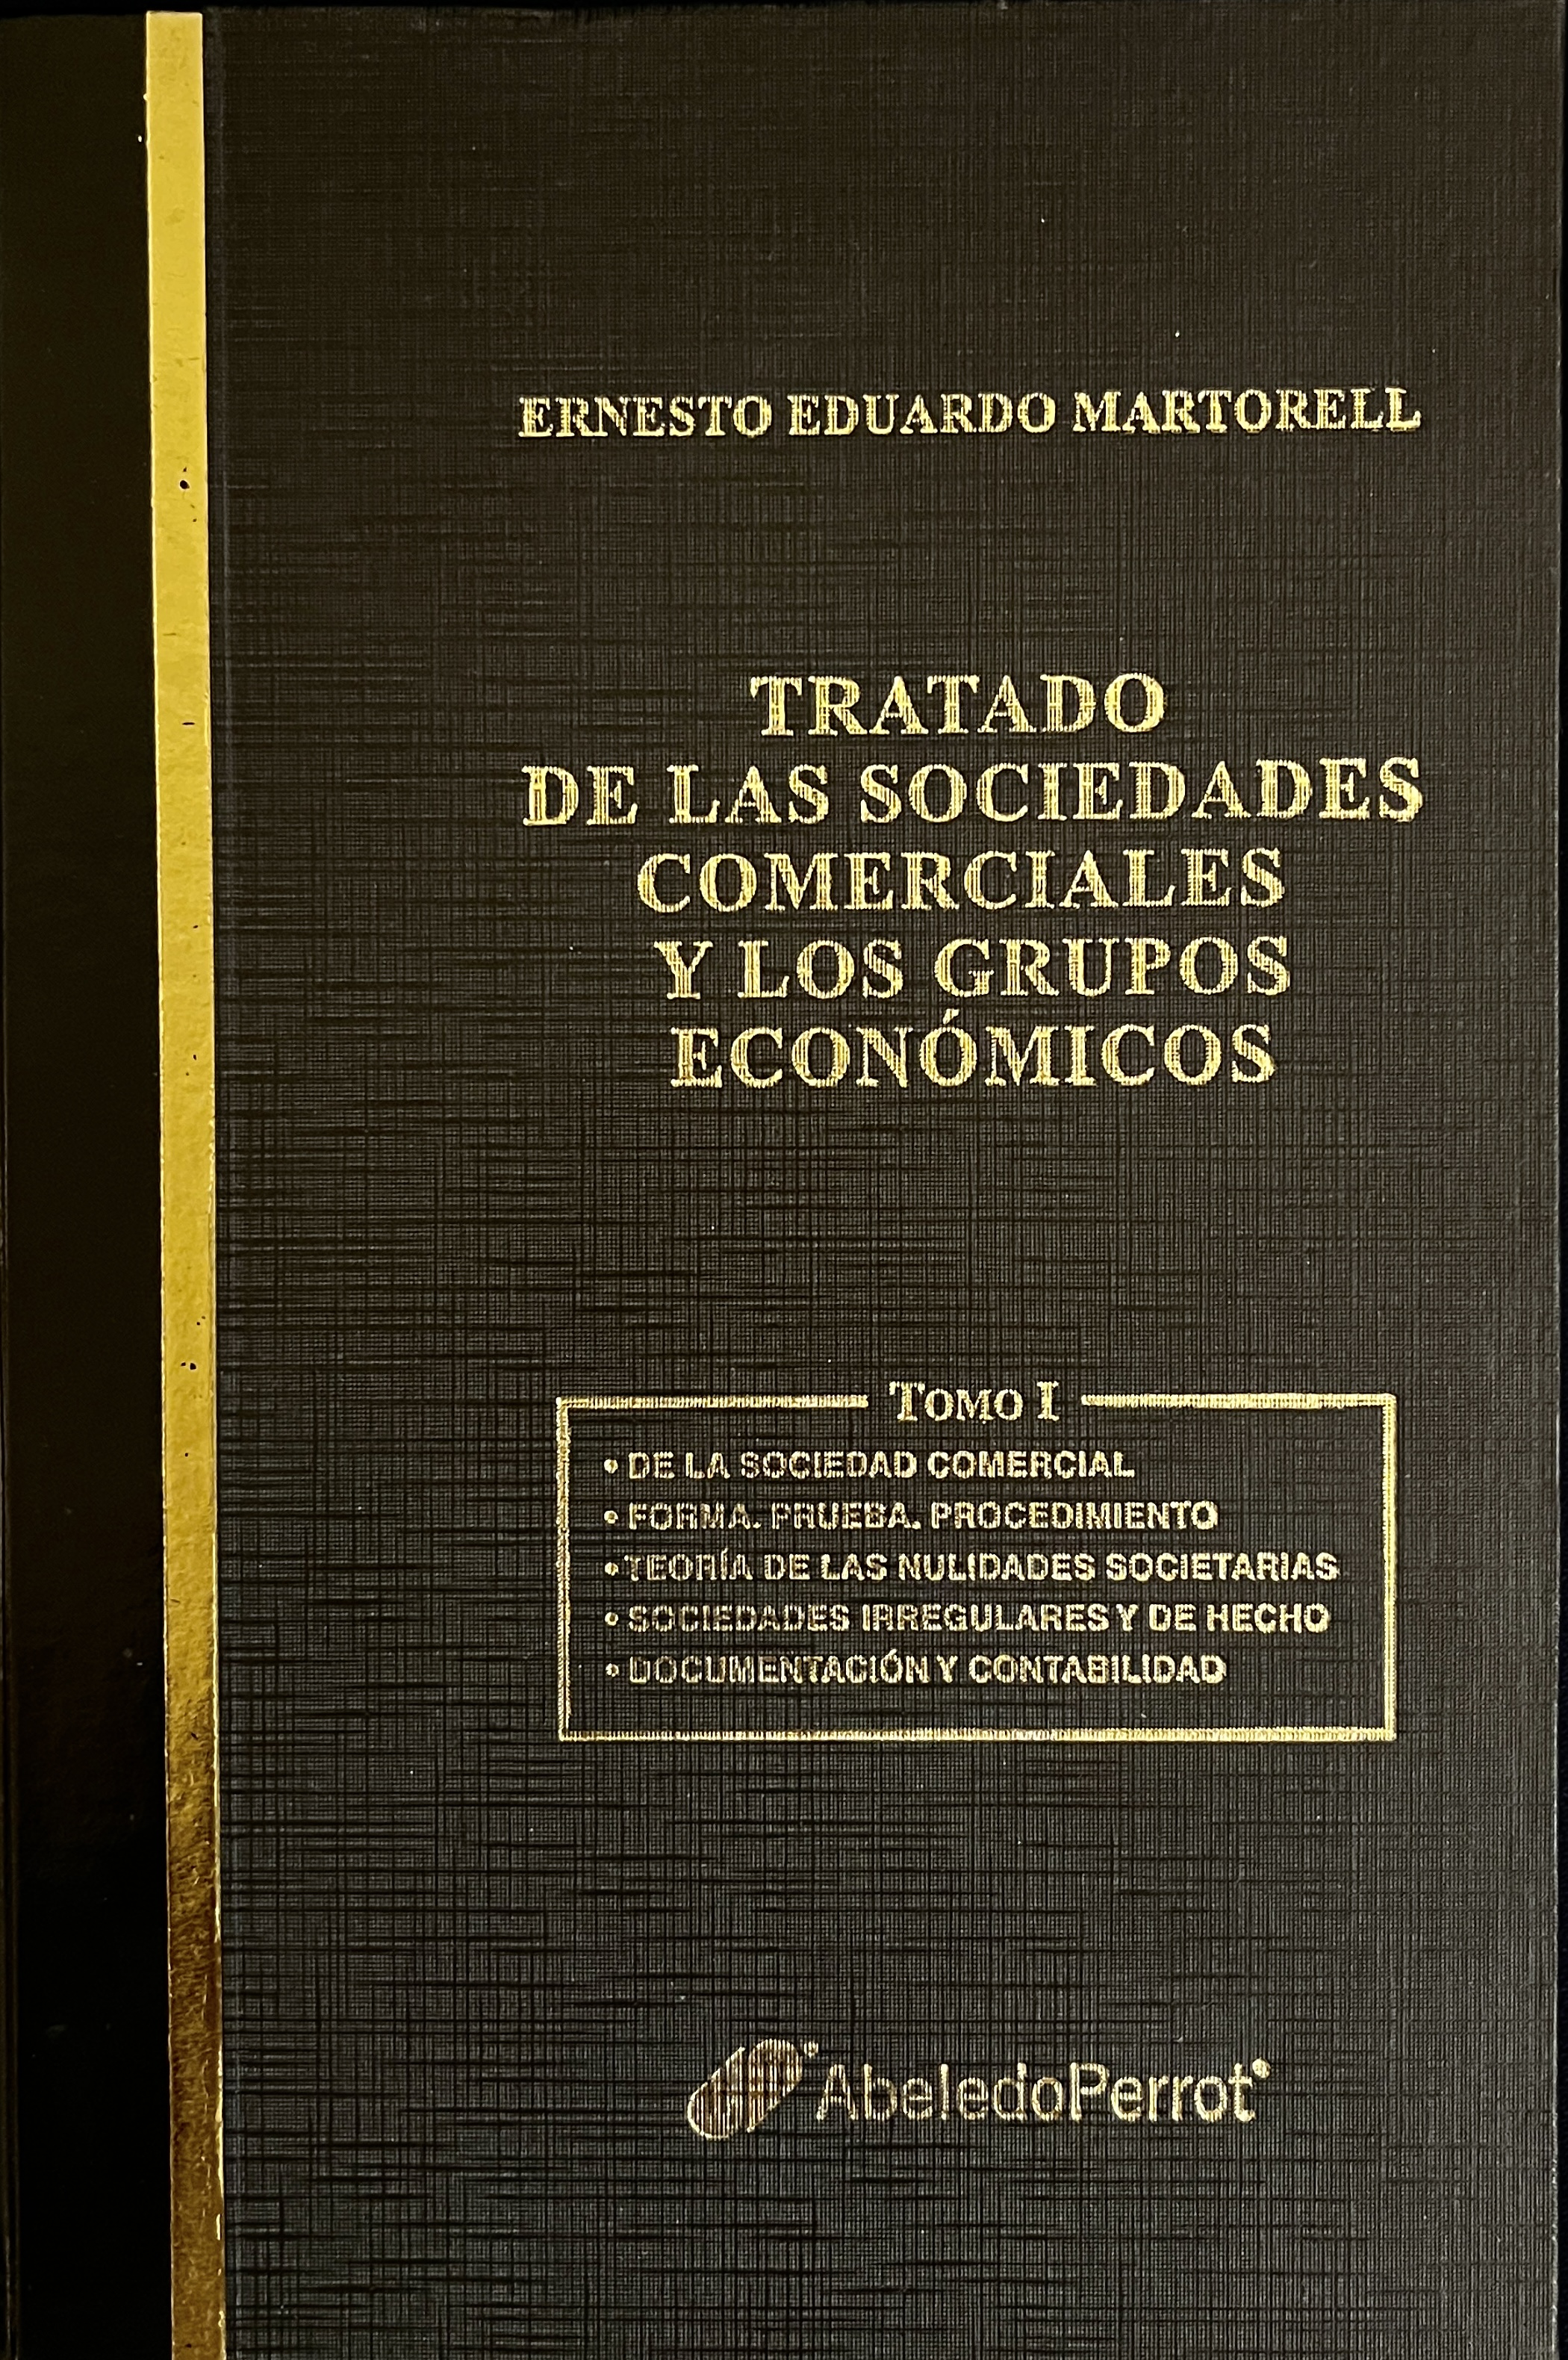 ERNESTO EDUARDO MARTORELL
TRATADO
DE LAS SOCIEDADES
COMERCIALES
Y LOS GRUPOS
ECONÓMICOS
TOMO I
• DE LA SOCIEDAD COMERCIAL
• FORMA. PRUEBA. PROCEDIMIENTO
• TEORÍA DE LAS NULIDADES SOCIETARIAS
• SOCIEDADES IRREGULARES Y DE HECHO
• DOCUMENTACIÓN Y CONTABILIDAD
AbeledoPerrot